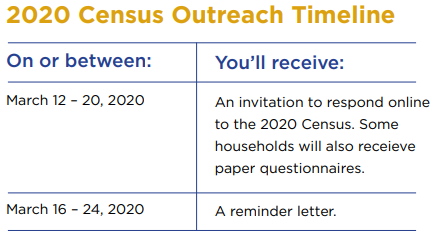 2020 Census Outreach Timeline
On or between:
You'll receive:
March 12 – 20, 2020
An invitation to respond online
to the 2020 Census. Some
households will also receieve
paper questionnaires.
March 16 – 24, 2020
A reminder letter.